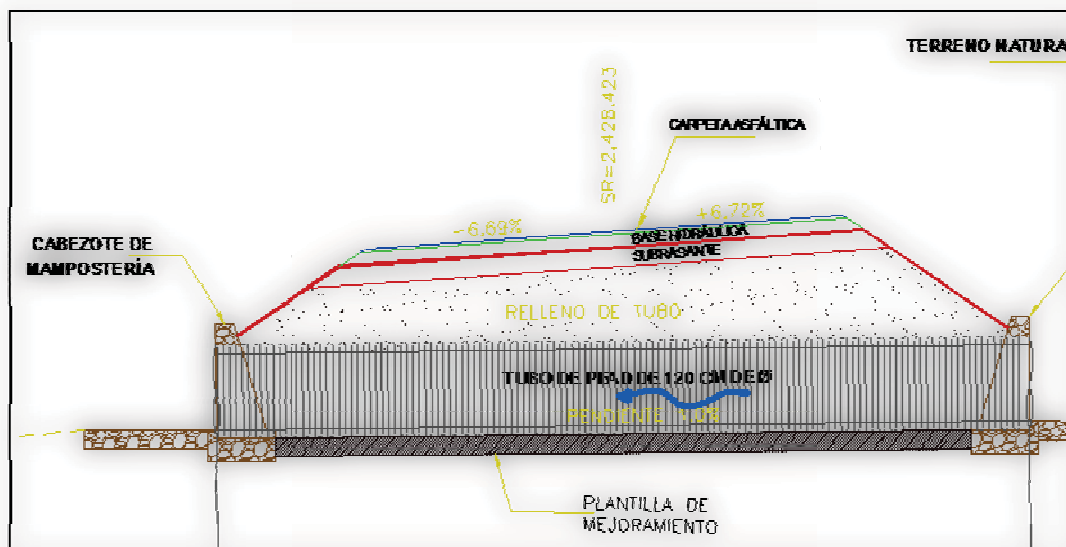 TERRENO NATURA
SR=2,428.423
CARPETA ASFÁLTICA
-6.69%
+6.72%
CABEZOTE DE
MAMPOSTERÍA
BASE HIDRÁULICA
SUBRASANTE
RELLENO DE TUBO
TUBO DE PEAD DE 120 CM DE Ø
PENDIENTE
PLANTILLA DE
MEJORAMIENTO